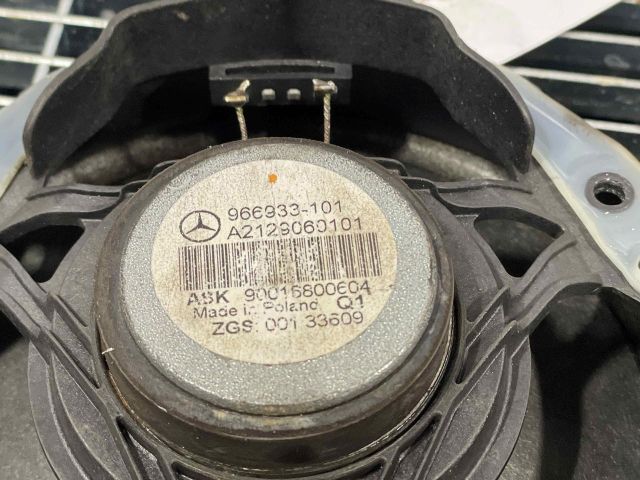 966933-101
A2129060101
ASK 90016800604
Made in Poland Q1
ZGS: 001 33609